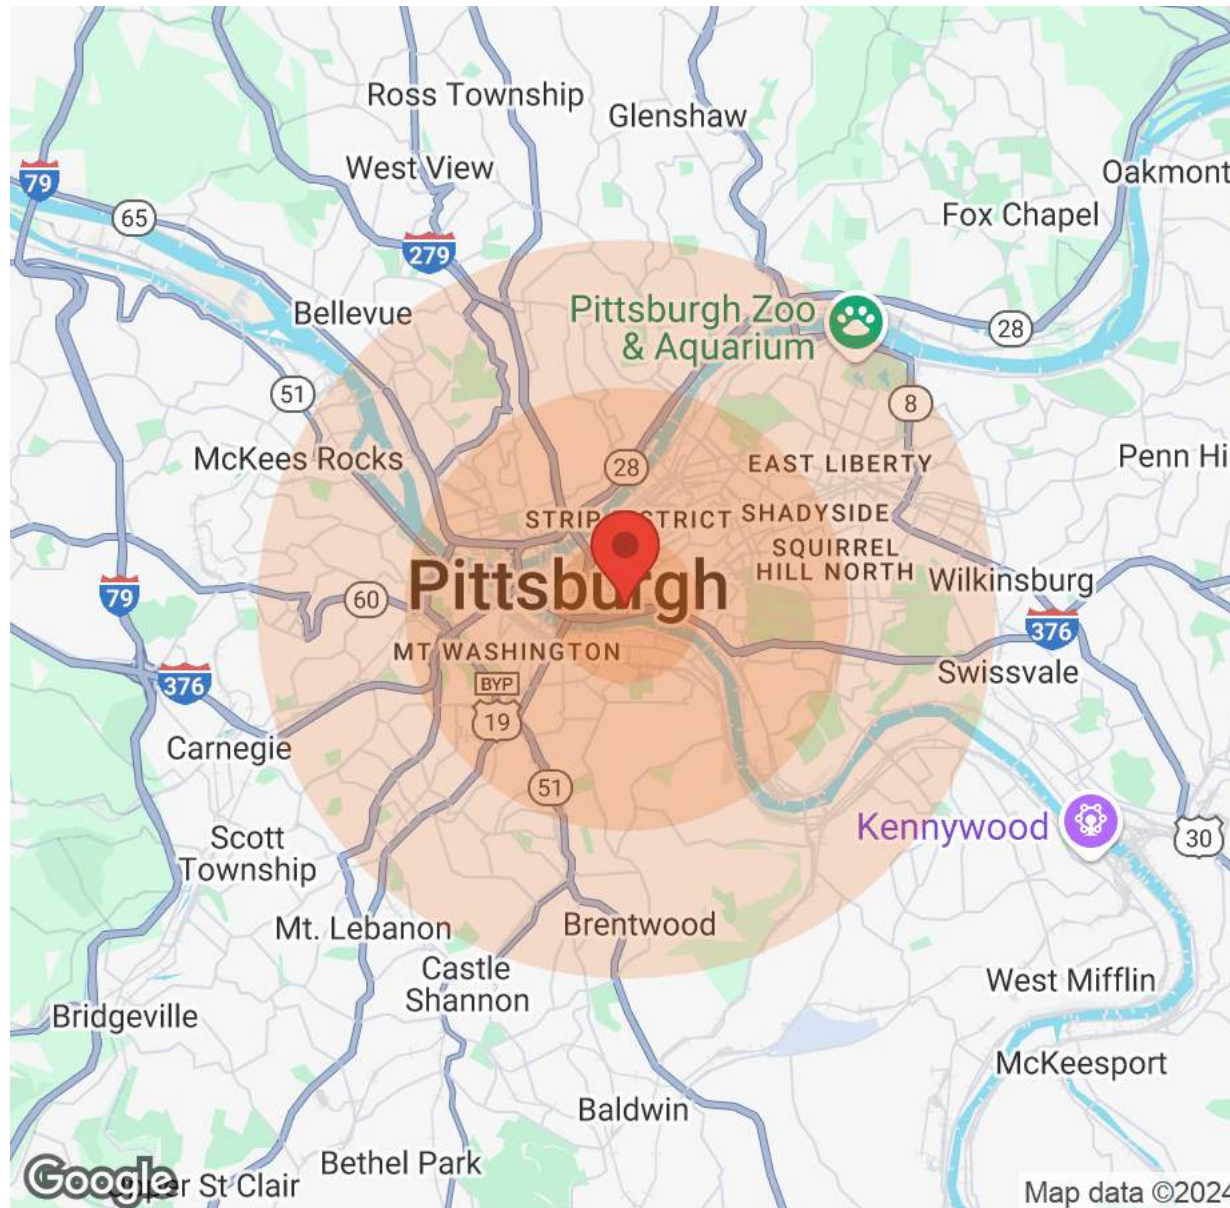 Ross Township
Glenshaw
West View
Oakmont
79
65
Fox Chapel
279
Bellevue
Pittsburgh Zoo
& Aquarium
28
51
8
McKees Rocks
28
EAST LIBERTY
Penn Hi
STRIP
STRICT
SHADYSIDE
SQUIRREL
HILL NORTH
Pittsburgh
Wilkinsburg
79
60
376
MT WASHINGTON
BYP
19
376
Swissvale
Carnegie
51
Kennywood
30
Scott
Township
Mt. Lebanon
Brentwood
Castle
Shannon
West Mifflin
Bridgeville
McKeesport
Baldwin
Bethel Park
Google
per St Clair
Map data ©2024